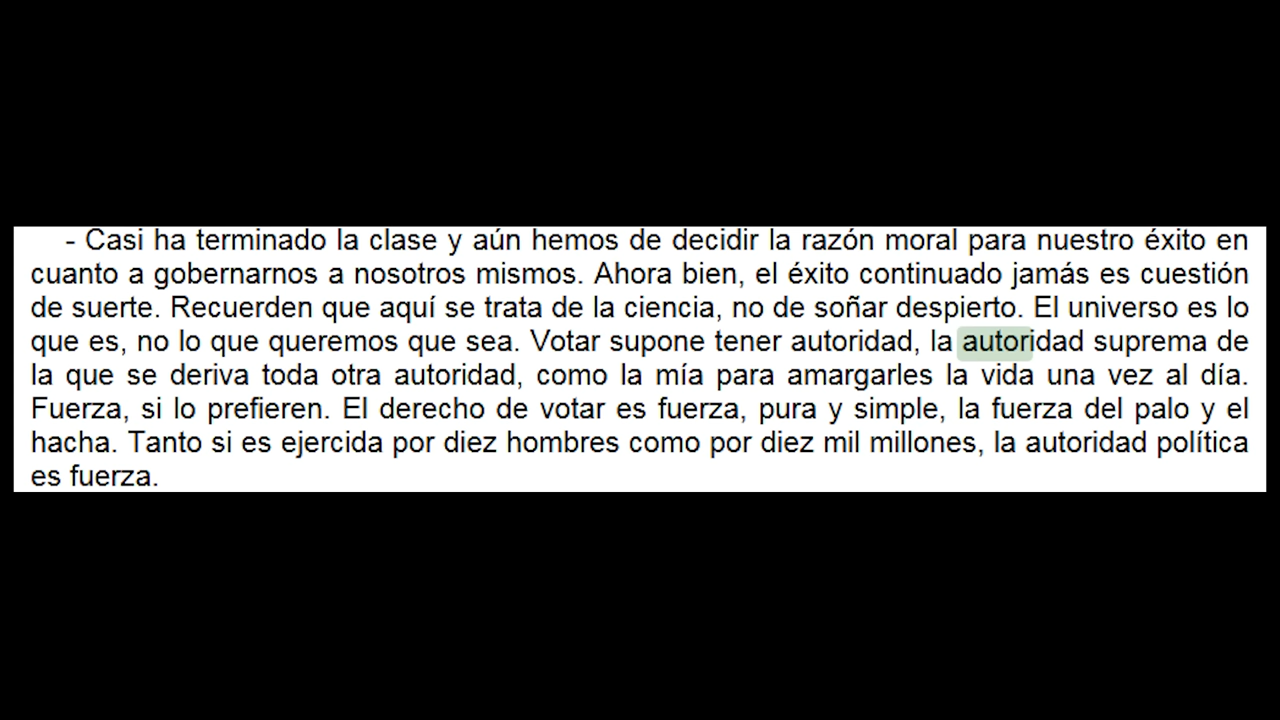 - Casi ha terminado la clase y aún hemos de decidir la razón moral para nuestro éxito en
cuanto a gobernarnos a nosotros mismos. Ahora bien, el éxito continuado jamás es cuestión
de suerte. Recuerden que aquí se trata de la ciencia, no de soñar despierto. El universo es lo
que es, no lo que queremos que sea. Votar supone tener autoridad, la autoridad suprema de
la que se deriva toda otra autoridad, como la mía para amargarles la vida una vez al día.
Fuerza, si lo prefieren. El derecho de votar es fuerza, pura y simple, la fuerza del palo y el
hacha. Tanto si es ejercida por diez hombres como por diez mil millones, la autoridad política
es fuerza.